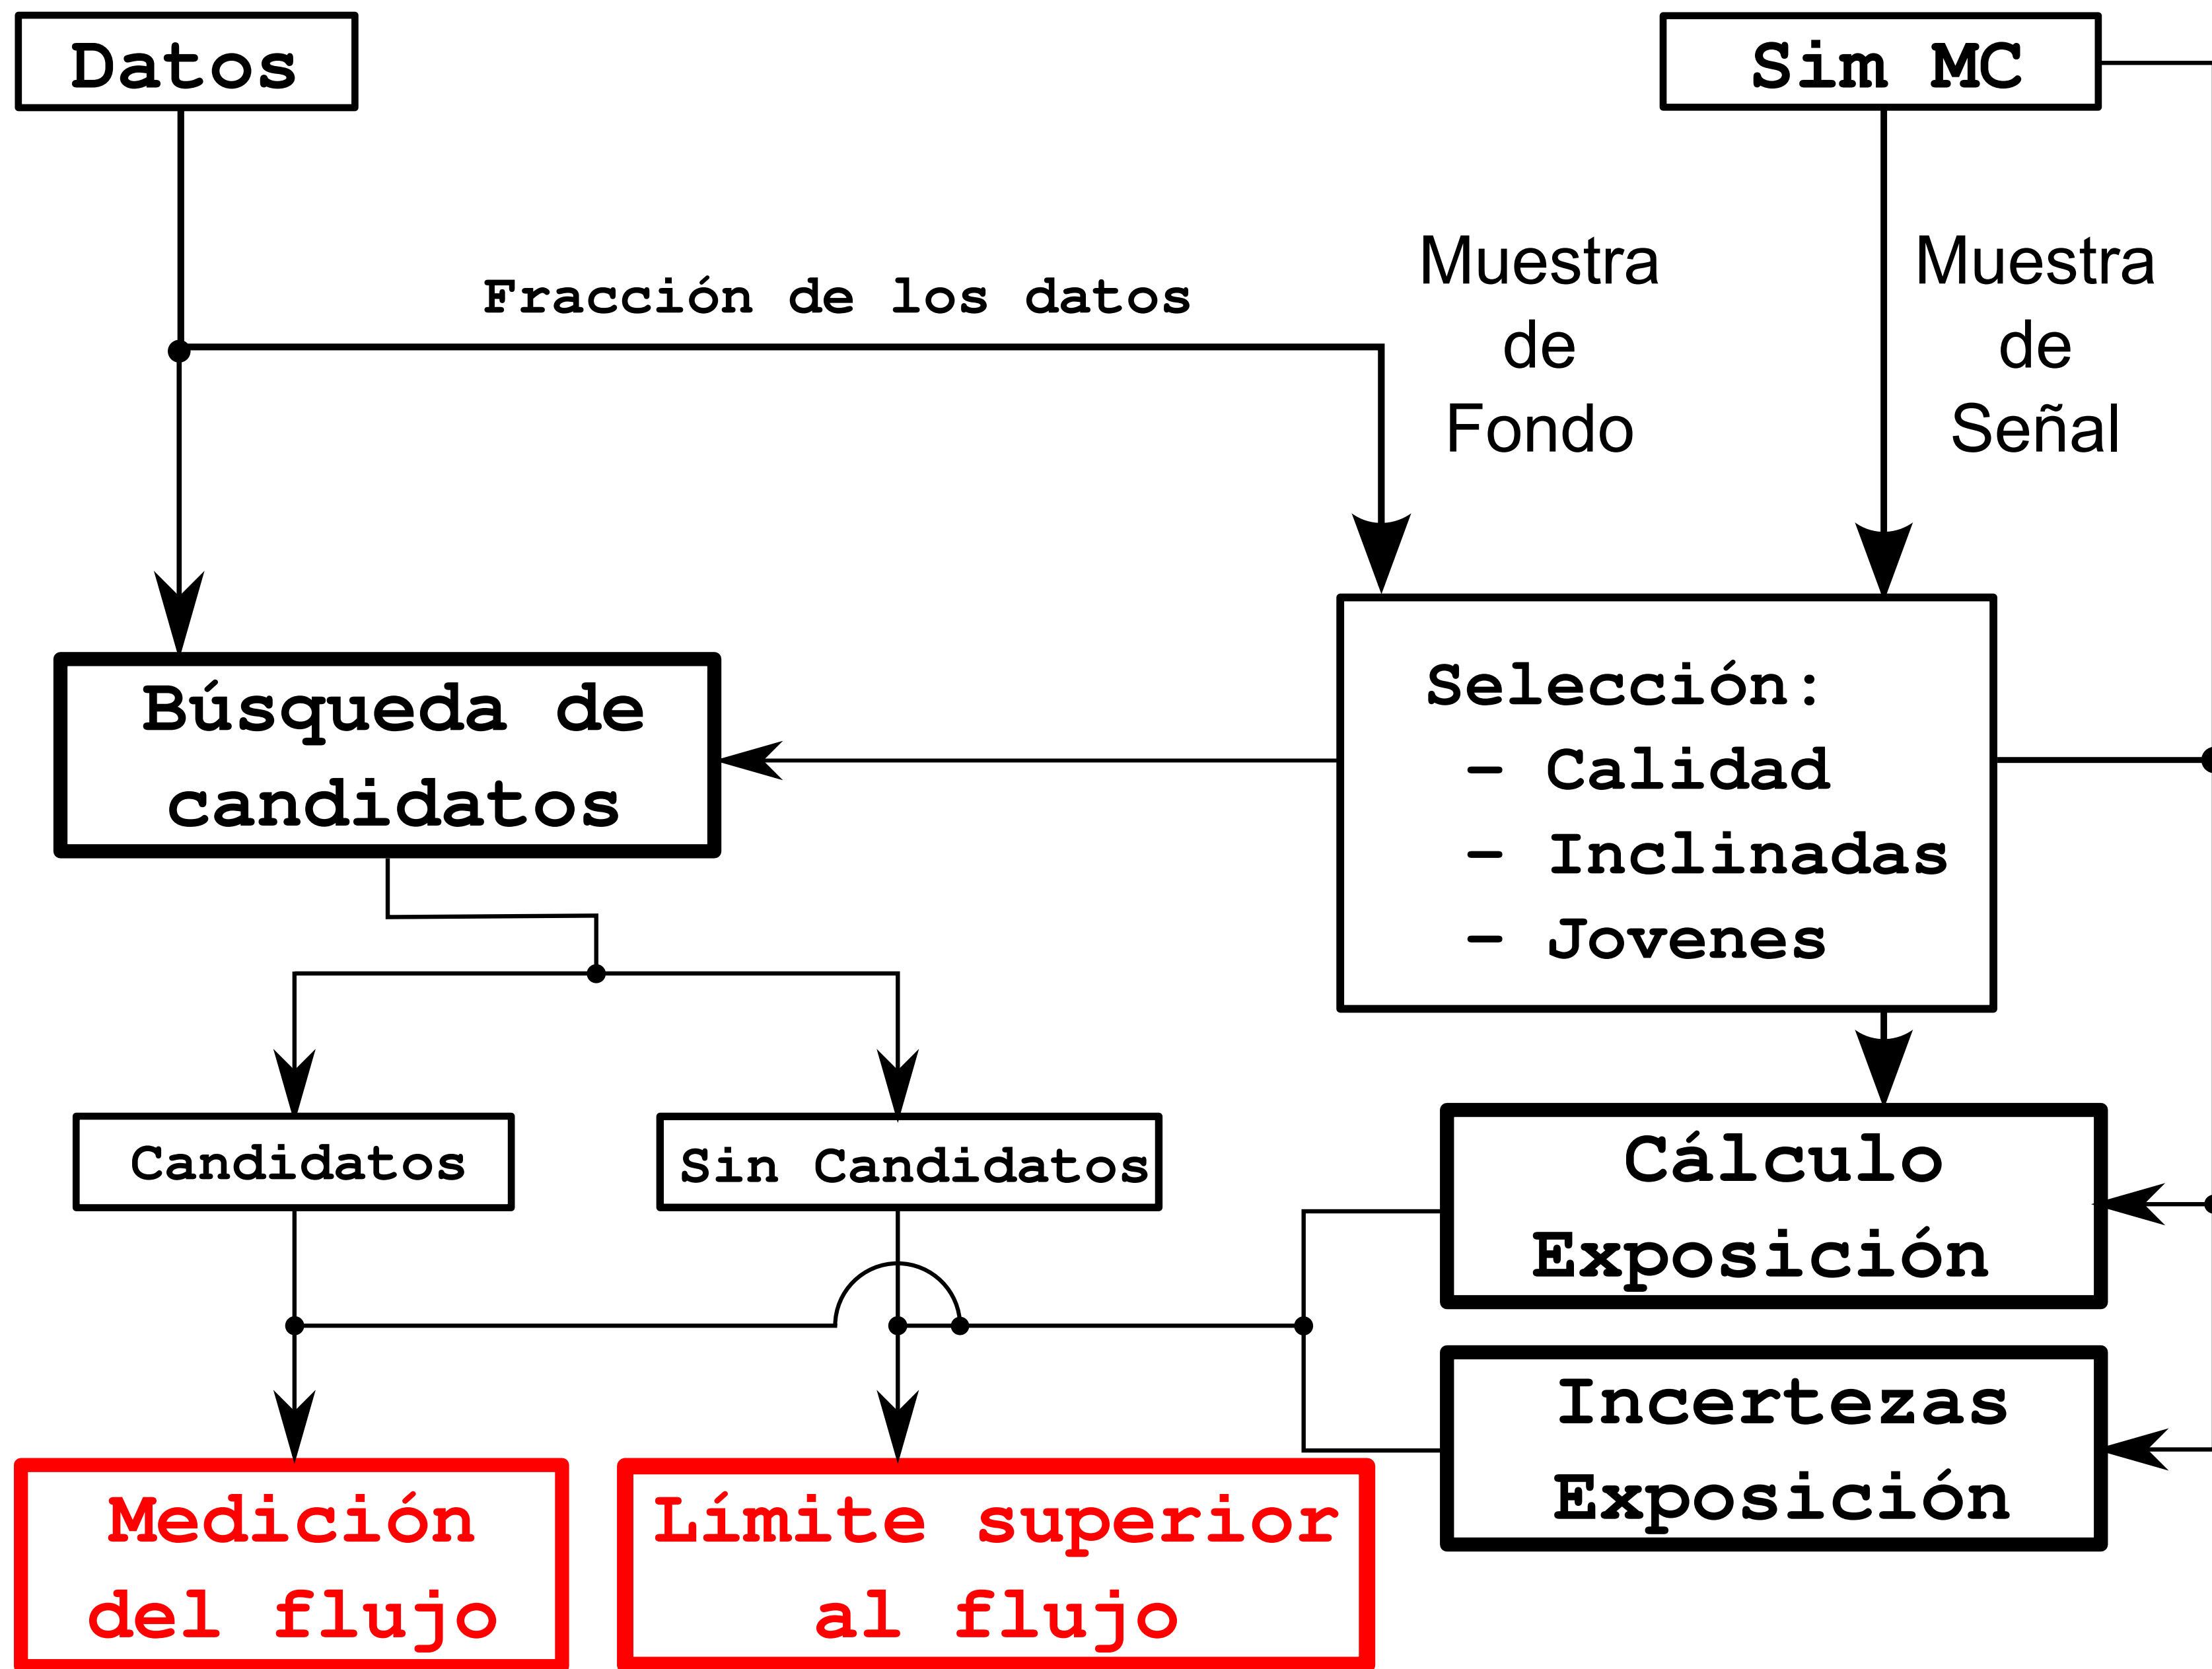 Datos
Sim MC
Fracción de los datos
Muestra
de
Fondo
Muestra
de
Señal
Búsqueda de
candidatos
Selección:
- Calidad
- Inclinadas
- Jovenes
Candidatos
Sin Candidatos
Cálculo
Exposición
Incertezas
Exposición
Medición
del flujo
Límite superior
al flujo